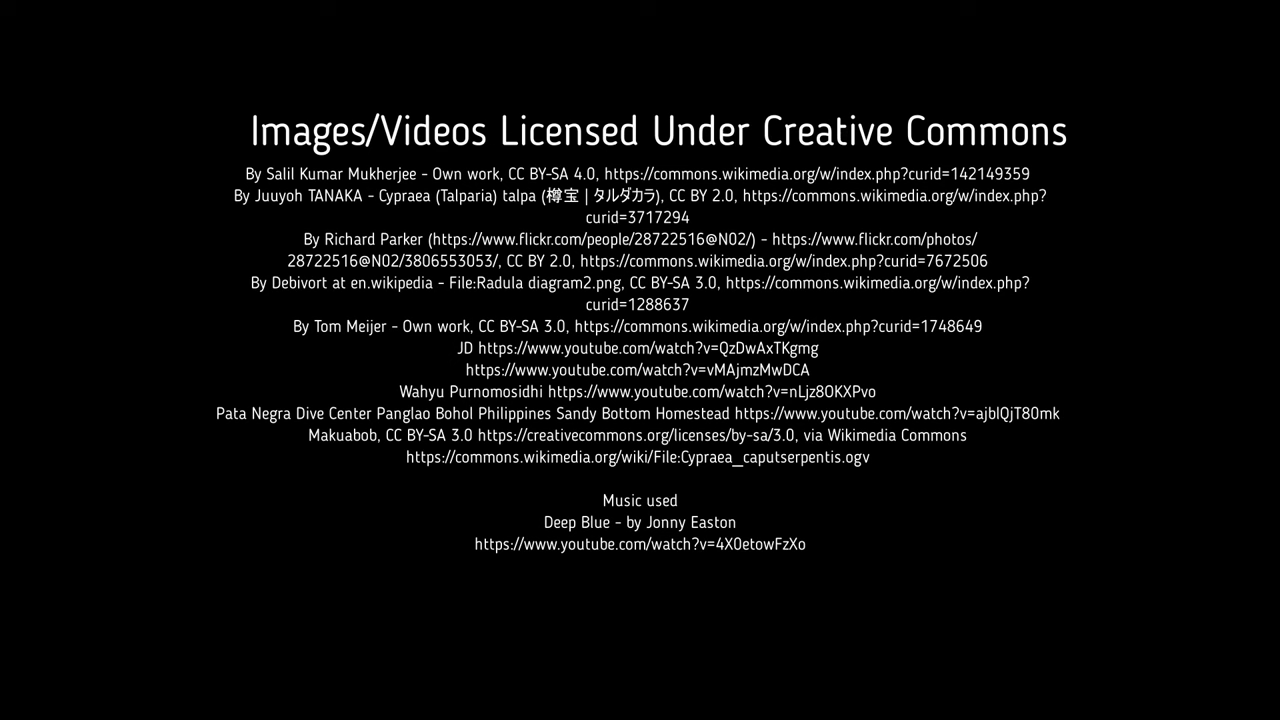 Images/Videos Licensed Under Creative Commons
By Salil Kumar Mukherjee - Own work, CC BY-SA 4.0, https://commons.wikimedia.org/w/index.php?curid=142149359
By Juuyoh TANAKA - Cypraea (Talparia) talpa (樽宝 | タルダカラ), CC BY 2.0, https://commons.wikimedia.org/w/index.php?
curid=3717294
By Richard Parker (https://www.flickr.com/people/28722516@N02/) - https://www.flickr.com/photos/
28722516@N02/3806553053/, CC BY 2.0, https://commons.wikimedia.org/w/index.php?curid=7672506
By Debivort at en.wikipedia - File:Radula diagram2.png, CC BY-SA 3.0, https://commons.wikimedia.org/w/index.php?
curid=1288637
By Tom Meijer - Own work, CC BY-SA 3.0, https://commons.wikimedia.org/w/index.php?curid=1748649
JD https://www.youtube.com/watch?v=QzDwAxTKgmg
https://www.youtube.com/watch?v=vMAjmzMwDCA
Wahyu Purnomosidhi https://www.youtube.com/watch?v=nLjz8OKXPvo
Pata Negra Dive Center Panglao Bohol Philippines Sandy Bottom Homestead https://www.youtube.com/watch?v=ajbIQjT80mk
Makuabob, CC BY-SA 3.0 https://creativecommons.org/licenses/by-sa/3.0, via Wikimedia Commons
https://commons.wikimedia.org/wiki/File:Cypraea_caputserpentis.ogv
Music used
Deep Blue - by Jonny Easton
https://www.youtube.com/watch?v=4X0etowFzXo